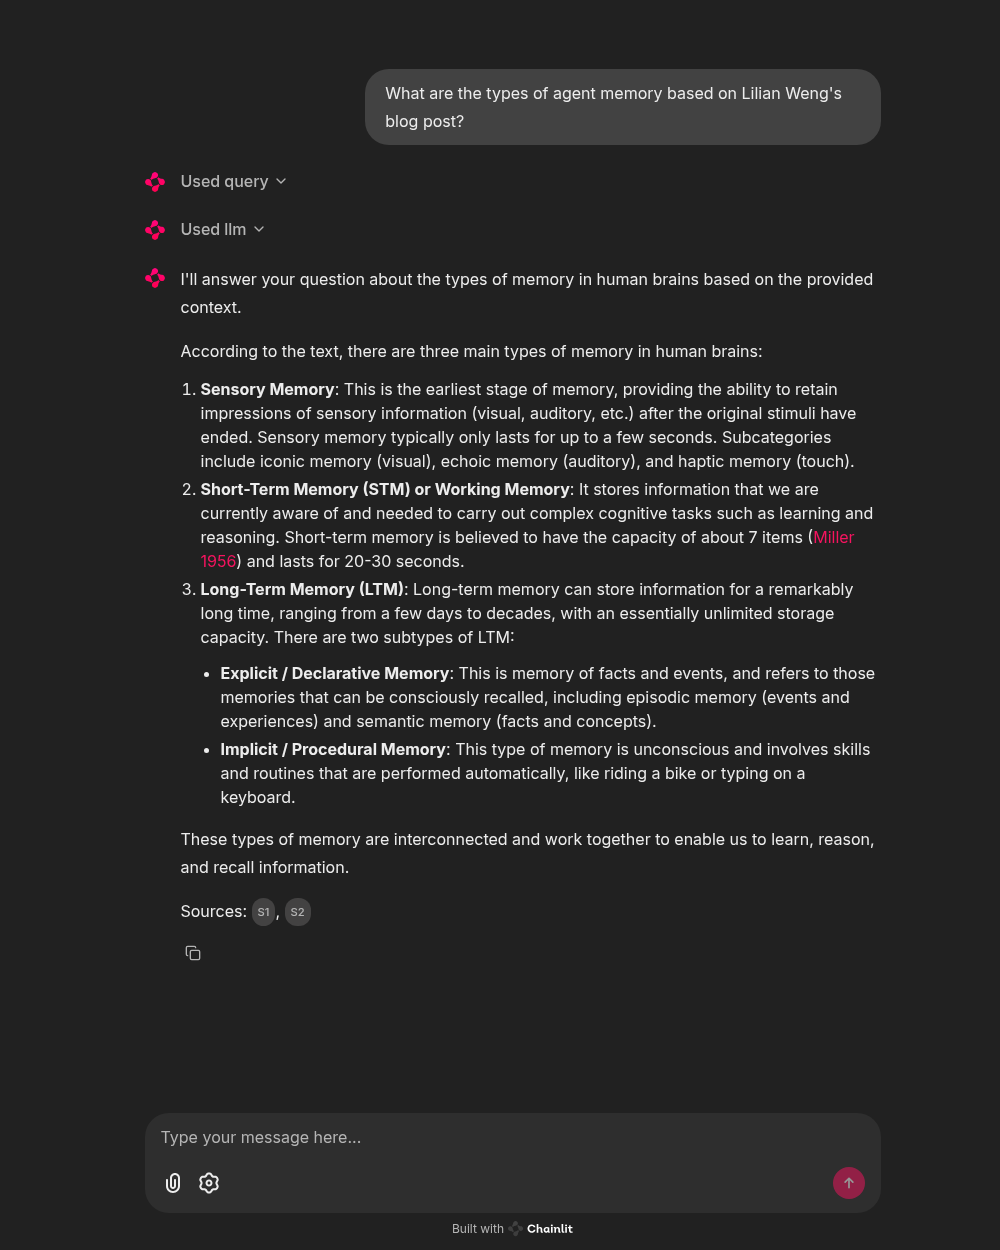 What are the types of agent memory based on Lilian Weng's
blog post?
Used query
Used llm
I'll answer your question about the types of memory in human brains based on the provided
context.
According to the text, there are three main types of memory in human brains:
1. Sensory Memory: This is the earliest stage of memory, providing the ability to retain
impressions of sensory information (visual, auditory, etc.) after the original stimuli have
ended. Sensory memory typically only lasts for up to a few seconds. Subcategories
include iconic memory (visual), echoic memory (auditory), and haptic memory (touch).
2. Short-Term Memory (STM) or Working Memory: It stores information that we are
currently aware of and needed to carry out complex cognitive tasks such as learning and
reasoning. Short-term memory is believed to have the capacity of about 7 items (Miller
1956) and lasts for 20-30 seconds.
3. Long-Term Memory (LTM): Long-term memory can store information for a remarkably
long time, ranging from a few days to decades, with an essentially unlimited storage
capacity. There are two subtypes of LTM:
• Explicit / Declarative Memory: This is memory of facts and events, and refers to those
memories that can be consciously recalled, including episodic memory (events and
experiences) and semantic memory (facts and concepts).
• Implicit / Procedural Memory: This type of memory is unconscious and involves skills
and routines that are performed automatically, like riding a bike or typing on a
keyboard.
These types of memory are interconnected and work together to enable us to learn, reason,
and recall information.
Sources: S1, S2
Type your message here...
Built with Chainlit